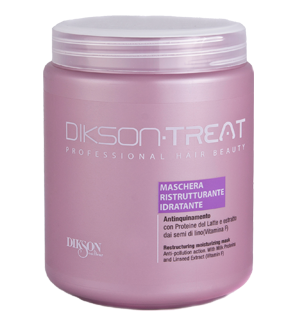 DIKSON·TREAT
PROFESSIONAL HAIR BEAUTY
MASCHERA
RISTRUTTURANTE
IDRATANTE
Antinquinamento
con Proteine del Latte e estratto
dai semi di lino (Vitamina F)
DIKSON
Restructuring moisturising mask
Anti-pollution active With Milk Proteins
and Linseed Extract (Vitamin F)